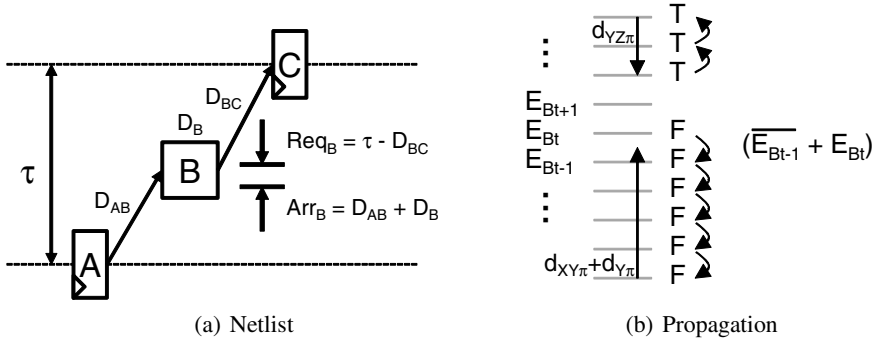 C
D_BC
D_B
Req_B = τ - D_BC
τ
B
D_AB
Arr_B = D_AB + D_B
A
(a) Netlist
T
d_YZπ
T
⋮
T
E_Bt+1
E_Bt
F
(\overline{E_Bt-1} + E_Bt)
E_Bt-1
F
F
⋮
F
F
d_XYπ+d_Yπ
F
(b) Propagation